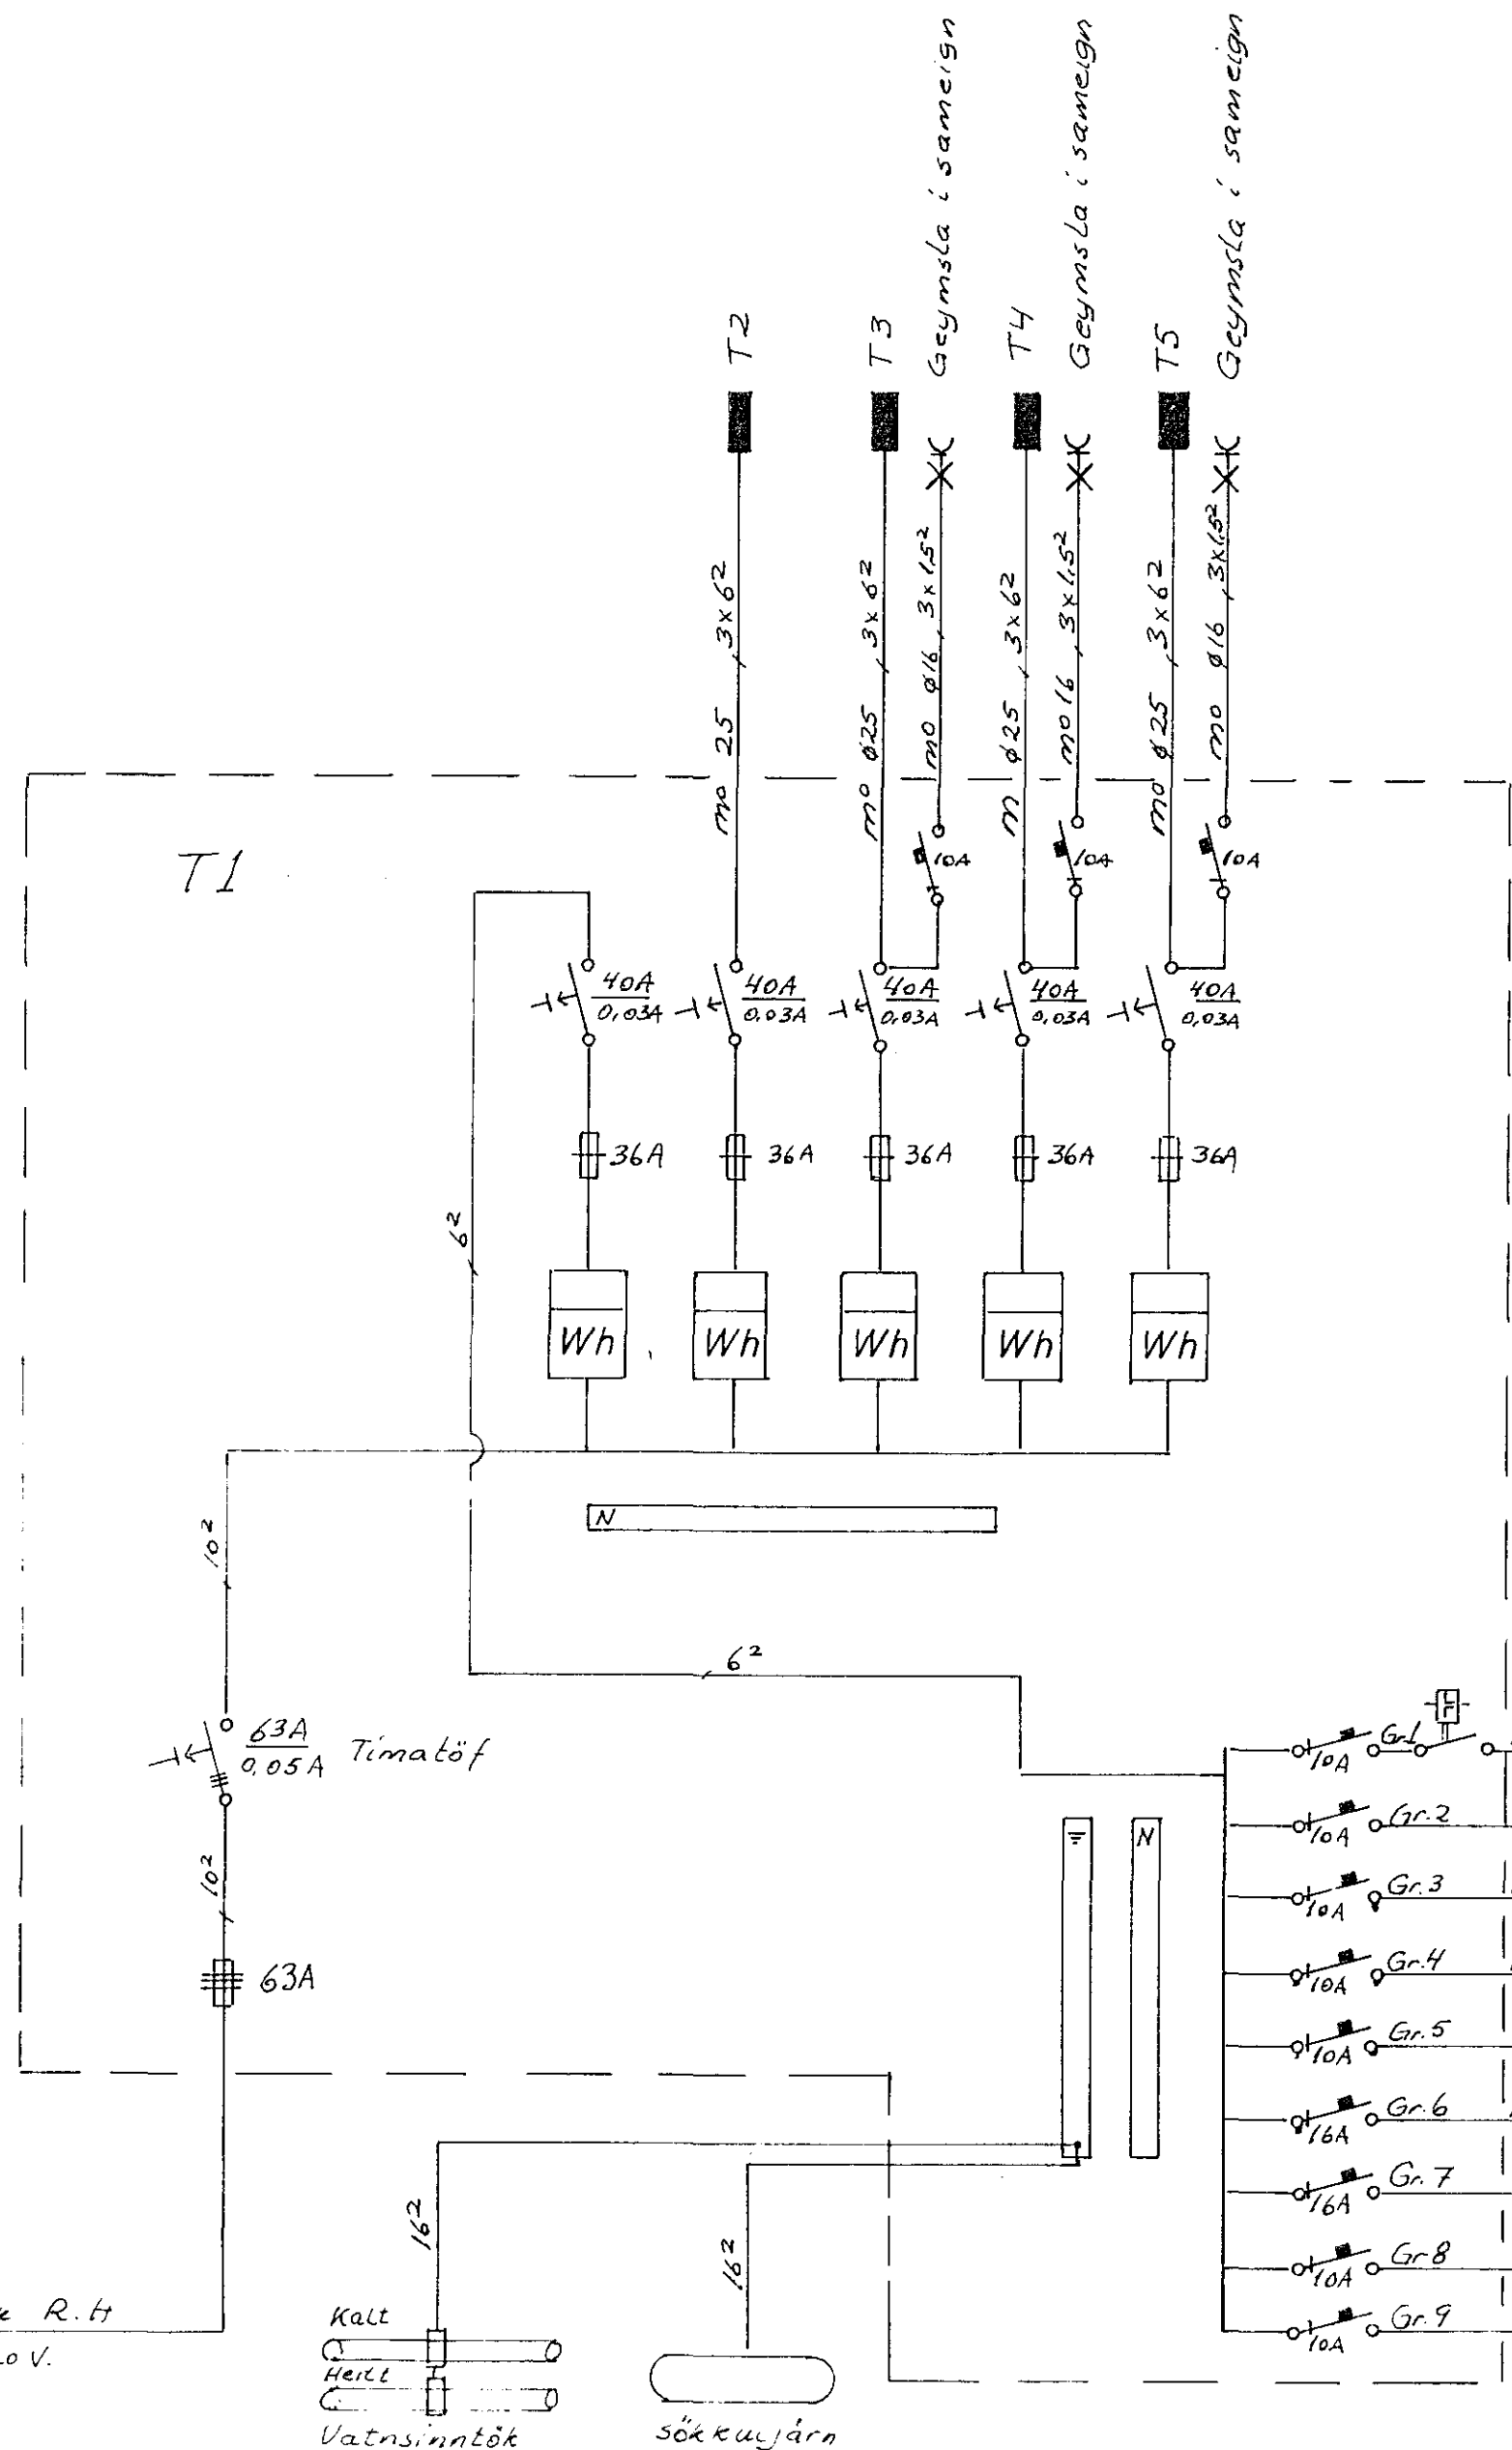 T2
T3
Geymsla í sameign
T4
Geymsla í sameign
T5
Geymsla í sameign
mo 25, 3x6²
mo ø25, 3x6²
mo ø16, 3x1,5²
m ø25, 3x6²
mo 16, 3x1,5²
mo ø25, 3x6²
mo ø16, 3x1,5²
T1
10A
10A
10A
40A
0,03A
40A
0,03A
40A
0,03A
40A
0,03A
40A
0,03A
36A
36A
36A
36A
36A
6²
Wh
Wh
Wh
Wh
Wh
N
10²
6²
63A
0,05A
Tímatöf
10²
63A
N
10A Gr.1
10A Gr.2
10A Gr.3
10A Gr.4
10A Gr.5
16A Gr.6
16A Gr.7
10A Gr.8
10A Gr.9
16²
16²
R.H
V.
Kalt
Heitt
Vatnsinntök
Sökkuljárn